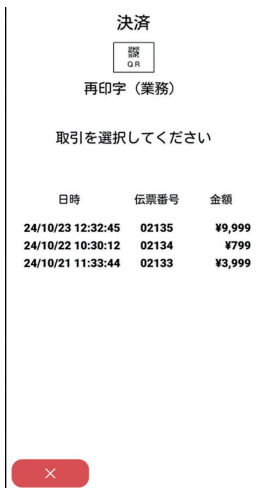 決済
QR
再印字（業務）
取引を選択してください
日時 伝票番号 金額
24/10/23 12:32:45 02135 ¥9,999
24/10/22 10:30:12 02134 ¥799
24/10/21 11:33:44 02133 ¥3,999
×